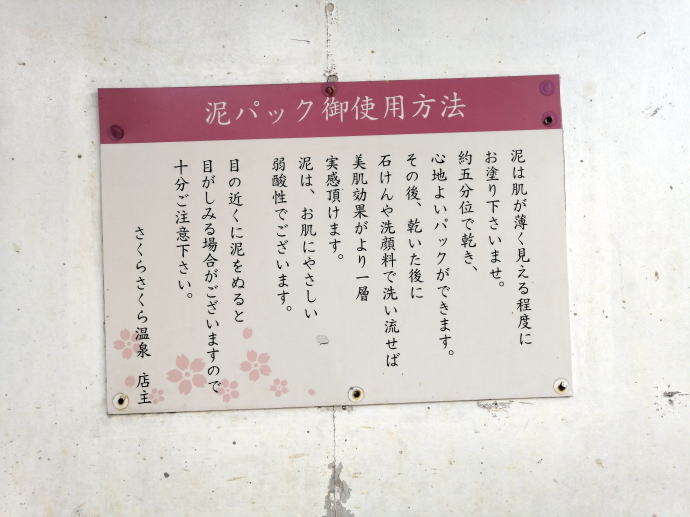 泥パック御使用方法
泥は肌が薄く見える程度に
お塗り下さいませ。
約五分位で乾き、
心地よいパックができます。
その後、乾いた後に
石けんや洗顔料で洗い流せば
美肌効果がより一層
実感頂けます。
泥は、お肌にやさしい
弱酸性でございます。
目の近くに泥をぬると
目がしみる場合がございますので
十分ご注意下さい。
さくらさくら温泉 店主